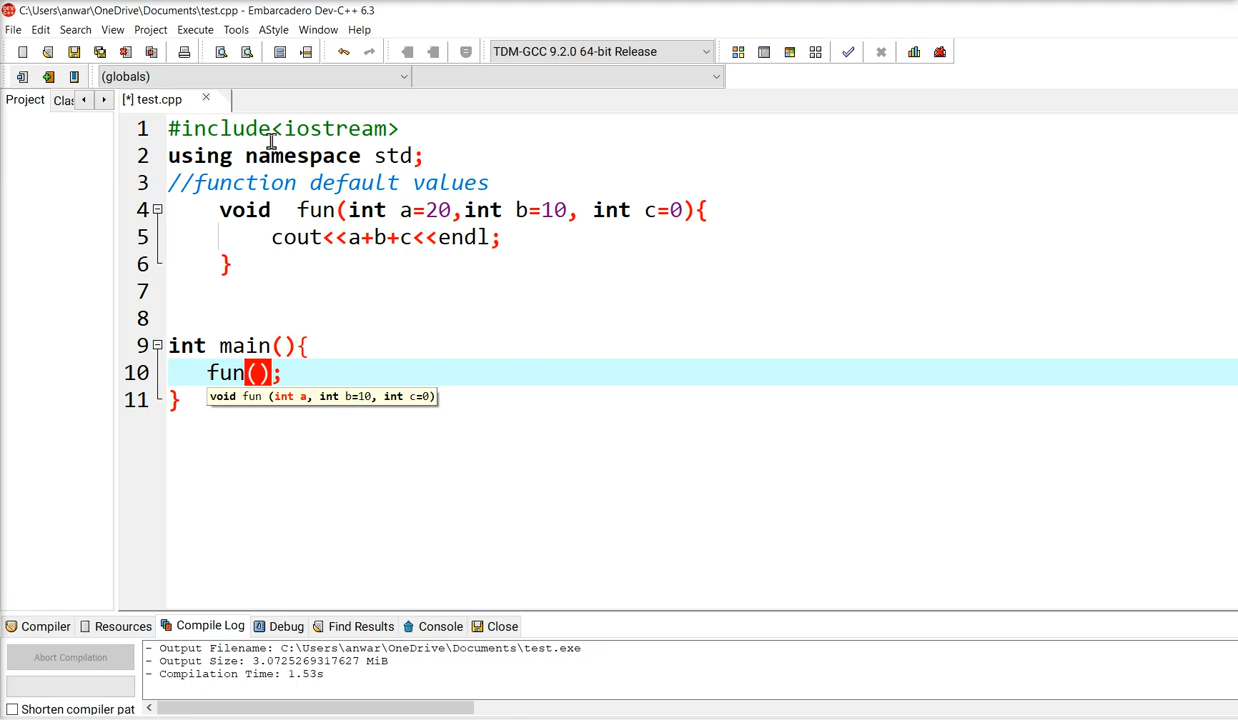 C:\Users\anwar\OneDrive\Documents\test.cpp - Embarcadero Dev-C++ 6.3
File Edit Search View Project Execute Tools AStyle Window Help
TDM-GCC 9.2.0 64-bit Release
(globals)
Project Clas [*] test.cpp
1 #include<iostream>
2 using namespace std;
3 //function default values
4 void fun(int a=20,int b=10, int c=0){
5 cout<<a+b+c<<endl;
6 }
7
8
9 int main(){
10 fun();
void fun (int a, int b=10, int c=0)
11 }
Compiler Resources Compile Log Debug Find Results Console Close
Abort Compilation
- Output Filename: C:\Users\anwar\OneDrive\Documents\test.exe
- Output Size: 3.0725269317627 MiB
- Compilation Time: 1.53s
Shorten compiler pat